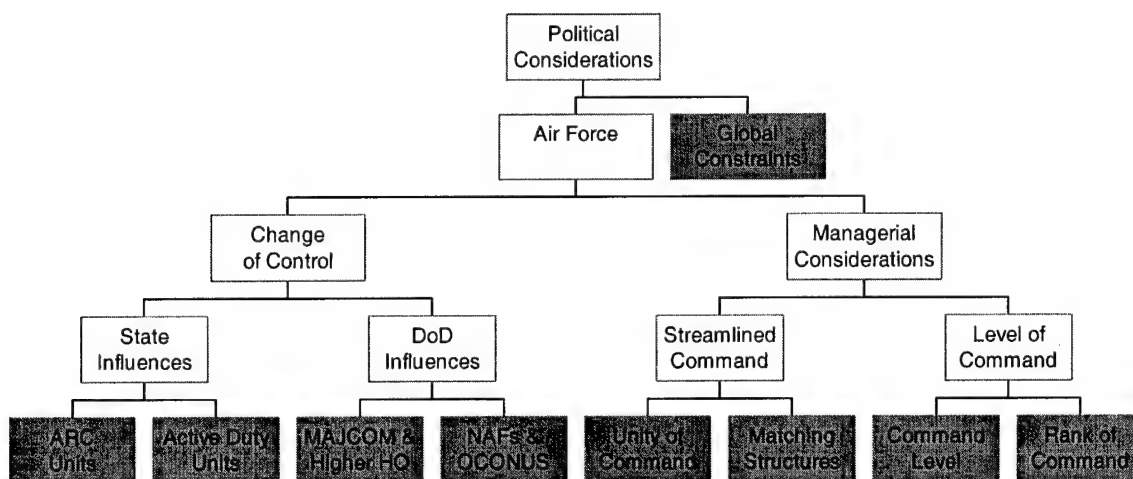 Political
Considerations
Air Force
Global
Constraints
Change
of Control
Managerial
Considerations
State
Influences
DoD
Influences
Streamlined
Command
Level of
Command
ARC
Units
Active Duty
Units
MAJCOM &
Higher HQ
NAFs &
OCONUS
Unity of
Command
Matching
Structures
Command
Level
Rank of
Command